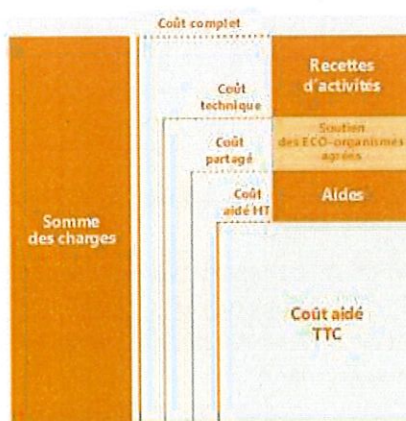 Coût complet
Recettes
d'activités
Coût
technique
Soutien
des ECO-organismes
agréés
Coût
partagé
Aides
Coût
aidé HT
Somme
des charges
Coût aidé
TTC